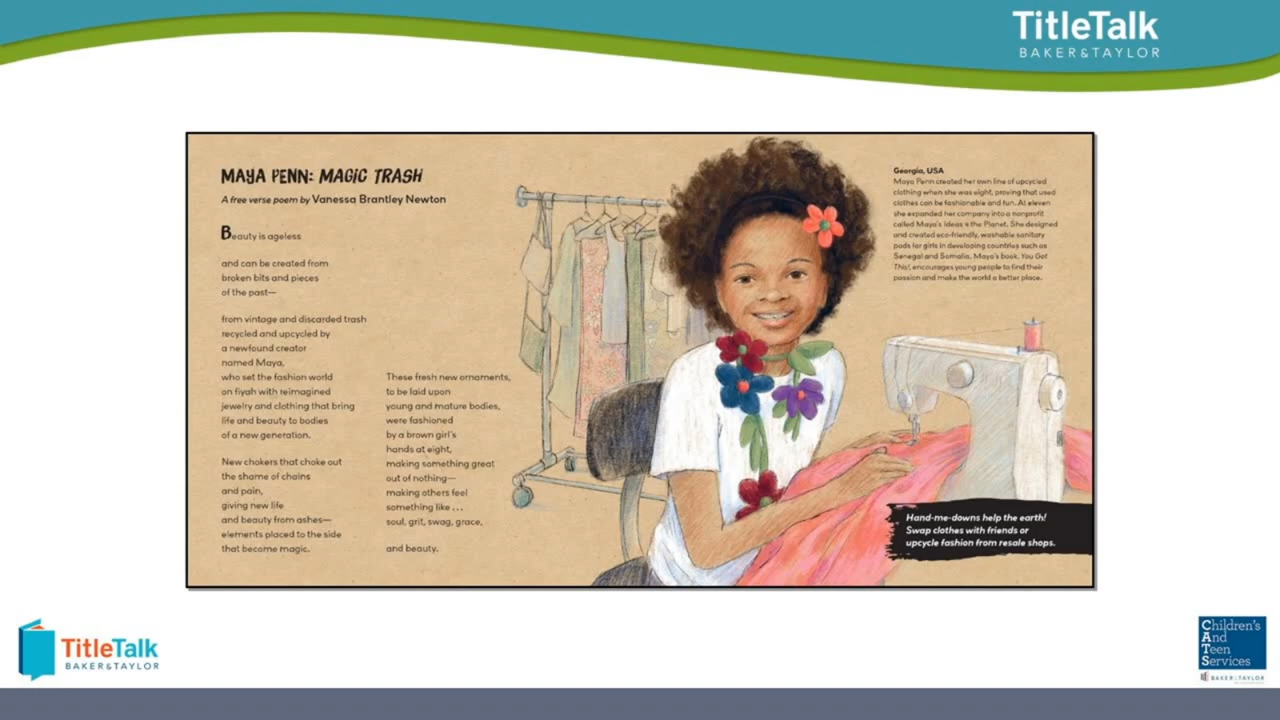 TitleTalk
BAKER & TAYLOR
MAYA PENN: MAGIC TRASH
A free verse poem by Vanessa Brantley Newton
Beauty is ageless
and can be created from
broken bits and pieces
of the past—
from vintage and discarded trash
recycled and upcycled by
a newfound creator
named Maya,
who set the fashion world
on fiyah with reimagined
jewelry and clothing that bring
life and beauty to bodies
of a new generation.
New chokers that choke out
the shame of chains
and pain,
giving new life
and beauty from ashes—
elements placed to the side
that become magic.
These fresh new ornaments,
to be laid upon
young and mature bodies,
were fashioned
by a brown girl's
hands at eight,
making something great
out of nothing—
making others feel
something like . . .
soul, grit, swag, grace,
and beauty.
Georgia, USA
Maya Penn created her own line of upcycled
clothing when she was eight, proving that used
clothes can be fashionable and fun. At eleven
she expanded her company into a nonprofit
called Maya's Ideas 4 the Planet. She designed
and created eco-friendly, washable sanitary
pads for girls in developing countries such as
Senegal and Somalia. Maya's book, You Got
This!, encourages young people to find their
passion and make the world a better place.
Hand-me-downs help the earth!
Swap clothes with friends or
upcycle fashion from resale shops.
TitleTalk
BAKER & TAYLOR
Children's
And
Teen
Services
BAKER & TAYLOR